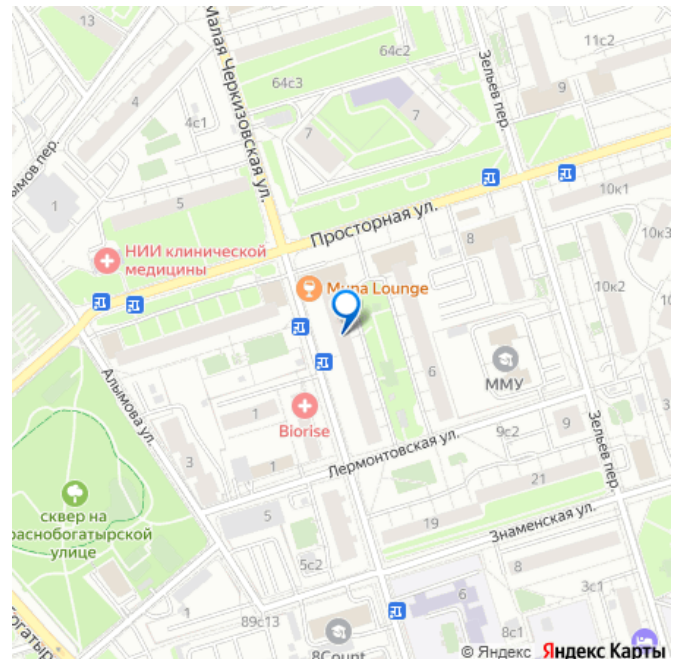 13
11с2
64с2
64с3
4
4с1
9
7
7
Малая Черкизовская ул.
Зельев пер.
1
5
10к1
Просторная ул.
8
10к3
НИИ клинической
медицины
10к2
Мура Lounge
ММУ
6
Алымова ул.
1
Biorise
9с2
9
Лермонтовская ул.
Зельев пер.
3
1
21
сквер на
улице
5
19
Знаменская ул.
5с2
8
6
3с1
1
89с13
8с1
8Count
© Яндекс Яндекс Карты